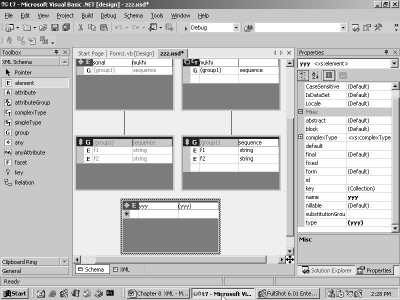 t7 - Microsoft Visual Basic .NET [design] - zzz.xsd*
File Edit View Project Build Debug Schema Tools Window Help
Debug
Toolbox
XML Schema
Pointer
element
attribute
attributeGroup
complexType
simpleType
group
any
anyAttribute
facet
key
Relation
Clipboard Ring
General
Start Page Form1.vb [Design] zzz.xsd*
E sonal mukhi
G (group1) sequence
mukhi
G (group1) sequence
G (group1) sequence
E f1 string
E f2 string
G (group1) sequence
E f1 string
E f2 string
E yyy (yyy)
Schema XML
Properties
yyy <xs:element>
CaseSensitive (Default)
IsDataSet (Default)
Locale (Default)
Misc
abstract (Default)
block (Default)
complexType <xs:complexType
default
final (Default)
fixed
form (Default)
id
key (Collection)
name yyy
nillable (Default)
substitutionGrou
type (yyy)
Misc
Solution Explorer Properties
Ready
Start
Chapter 8 XML - M...
t7 - Microsoft Vi...
FullShot 6.01 Enter...
2:28 PM